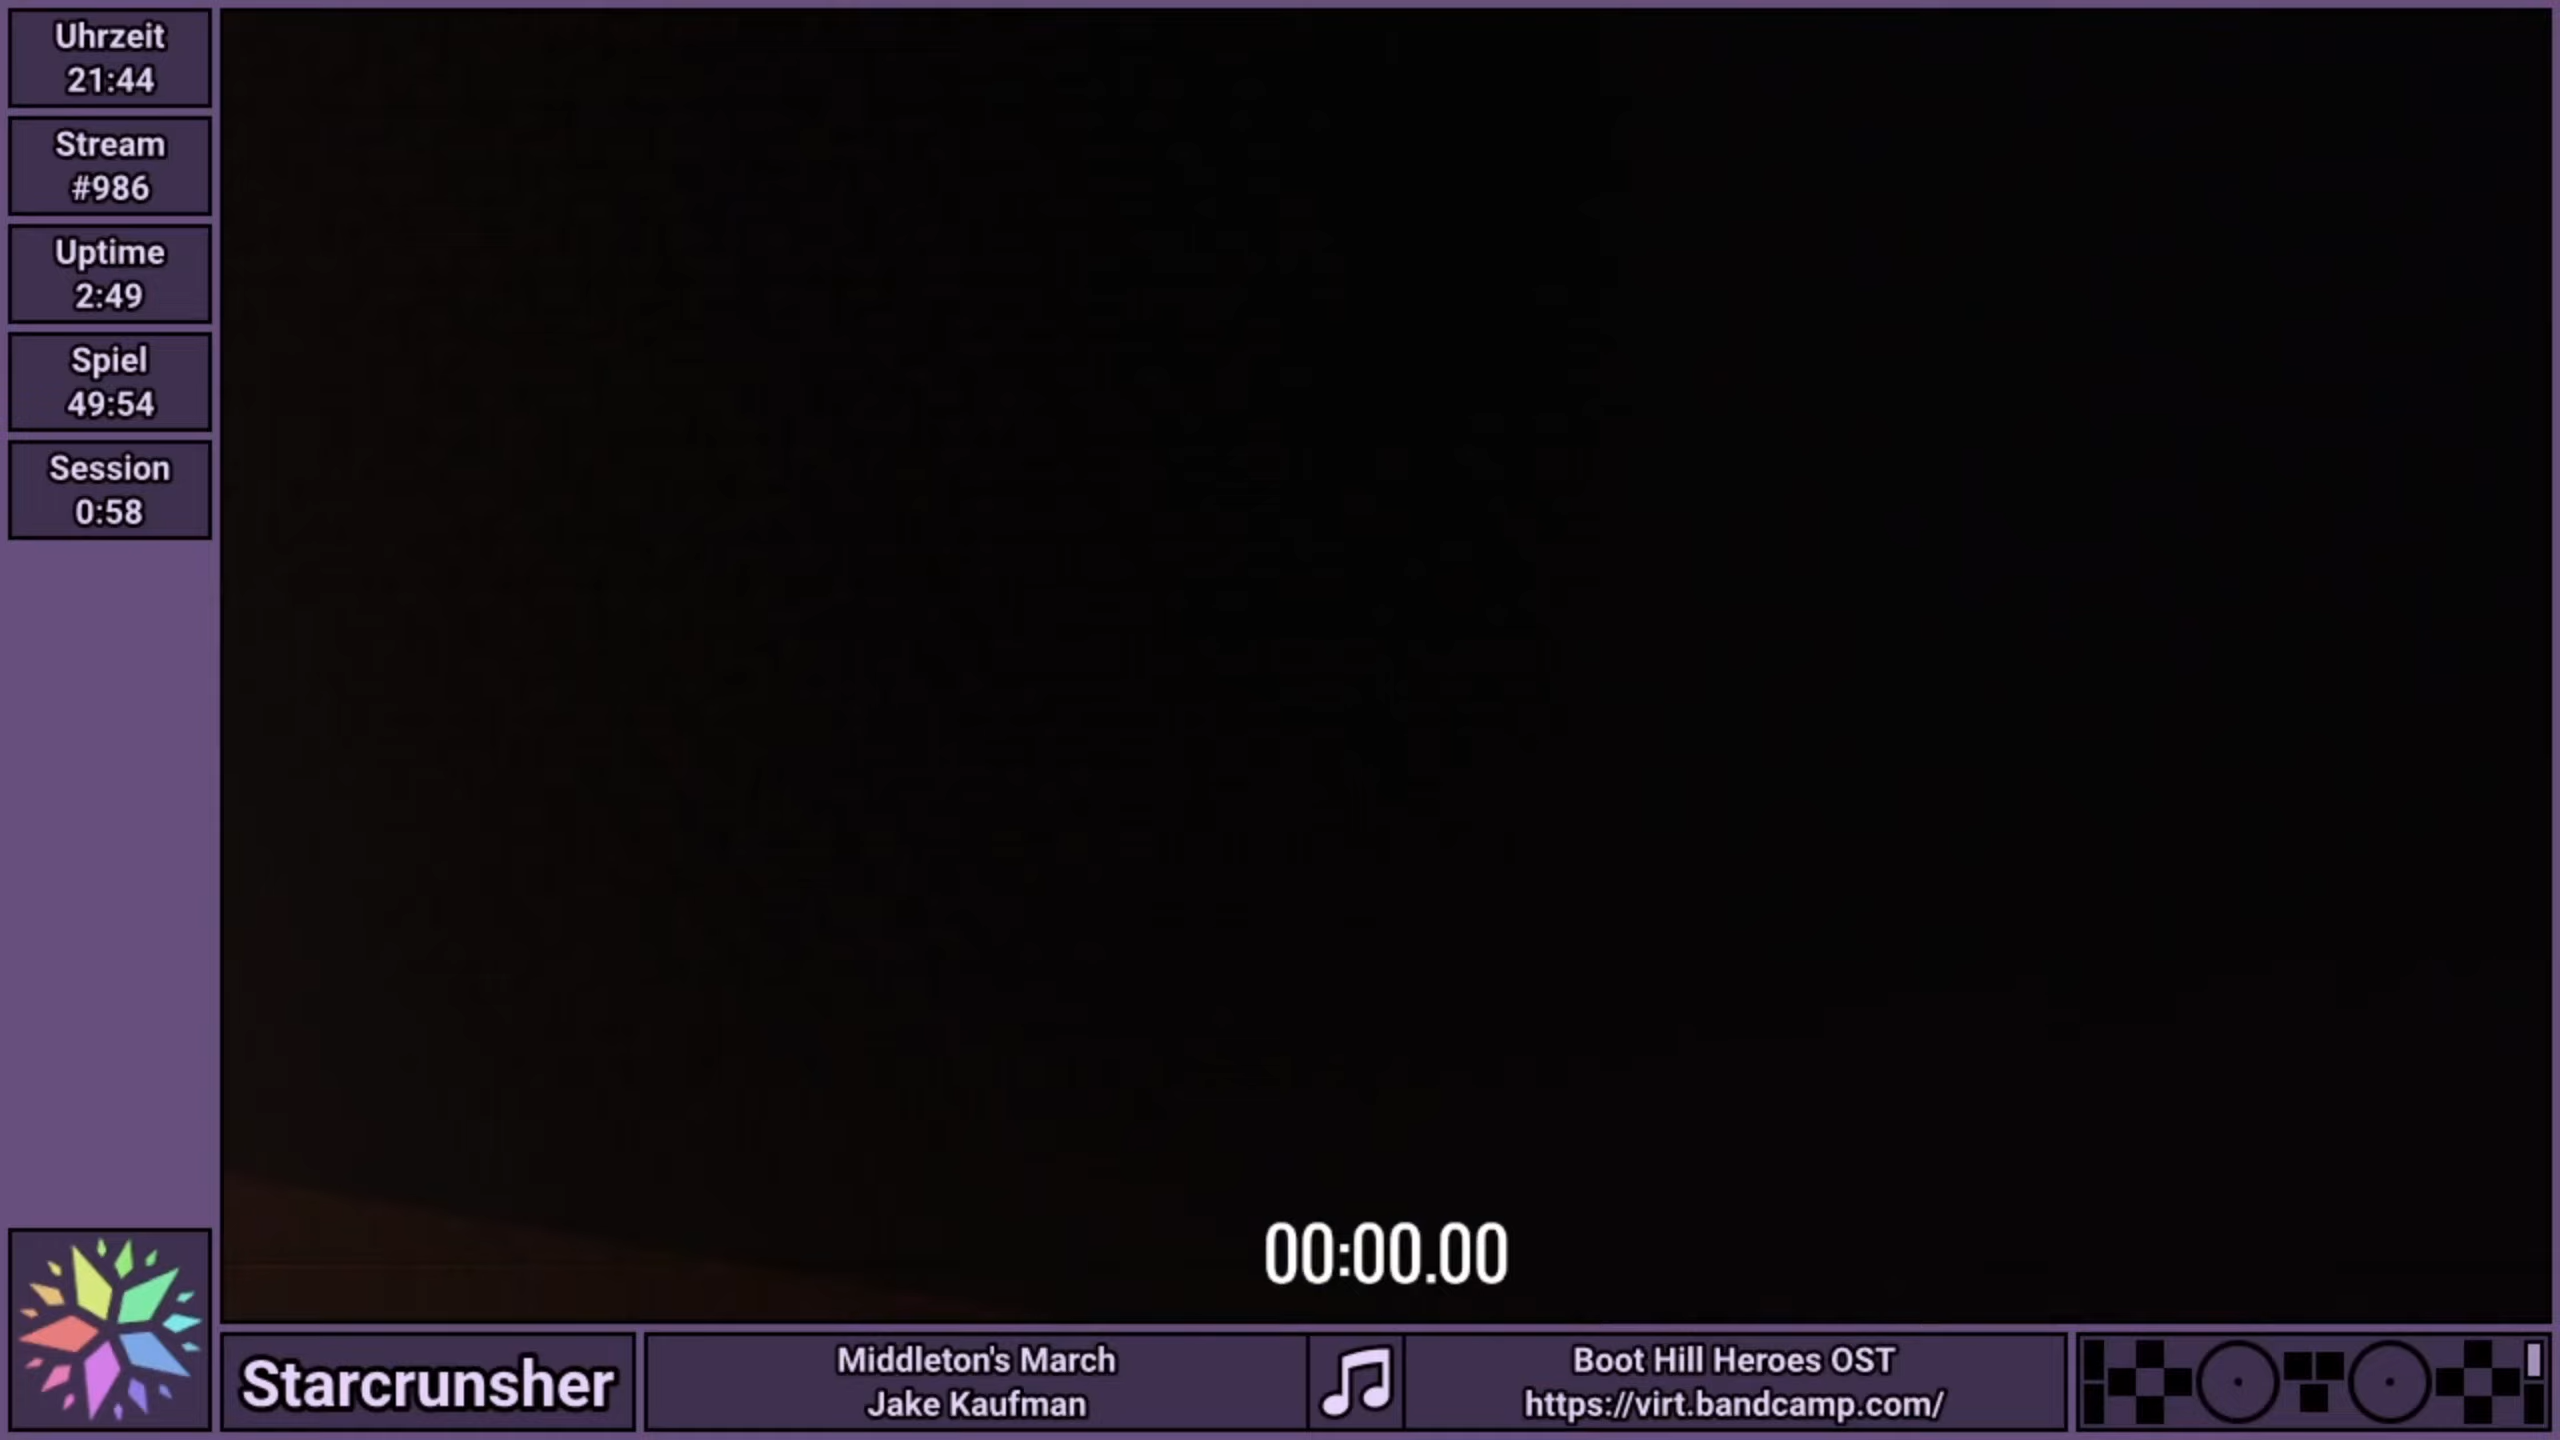 Uhrzeit
21:44
Stream
#986
Uptime
2:49
Spiel
49:54
Session
0:58
00:00.00
Starcrunsher
Middleton's March
Jake Kaufman
Boot Hill Heroes OST
https://virt.bandcamp.com/